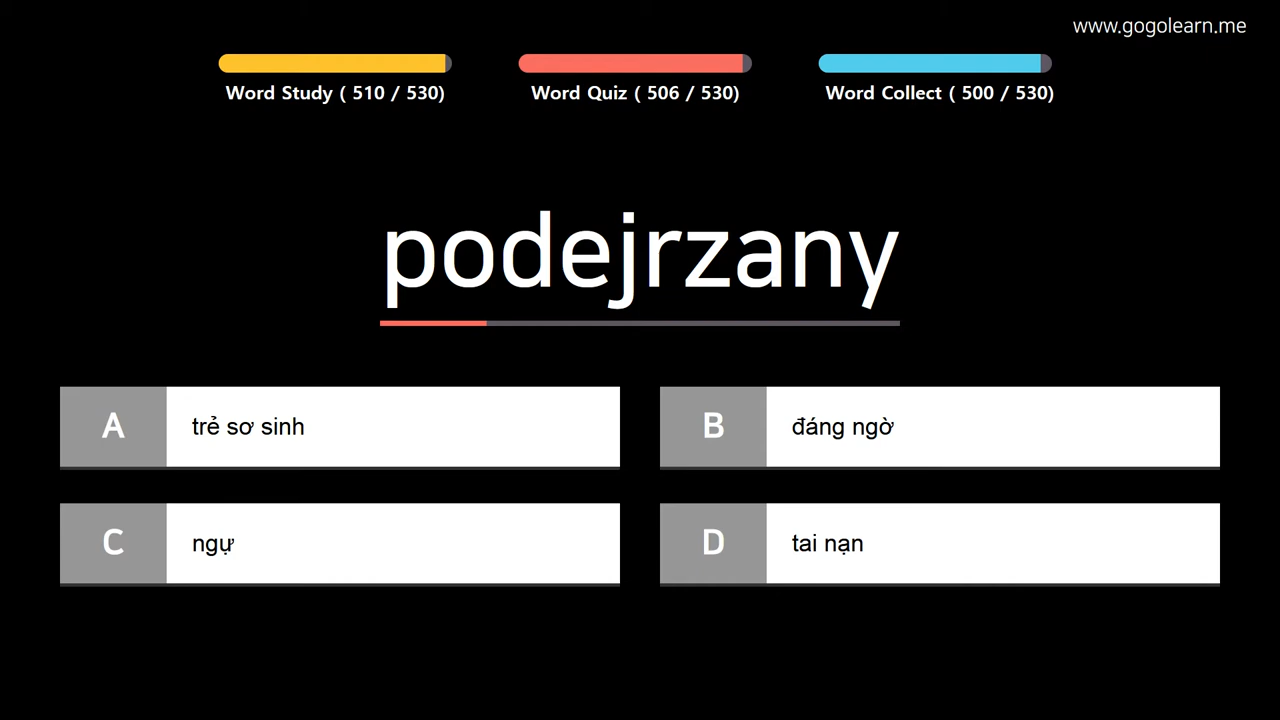 www.gogolearn.me
Word Study ( 510 / 530)
Word Quiz ( 506 / 530)
Word Collect ( 500 / 530)
podejrzany
A trẻ sơ sinh
B đáng ngờ
C ngự
D tai nạn